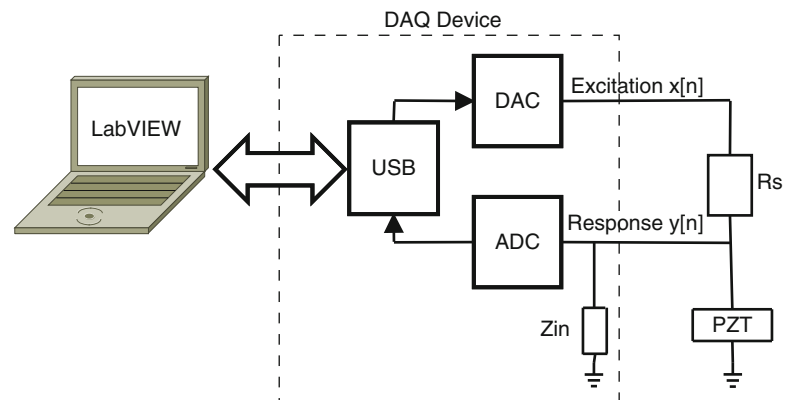 DAQ Device
LabVIEW
USB
DAC
Excitation x[n]
Rs
ADC
Response y[n]
Zin
PZT